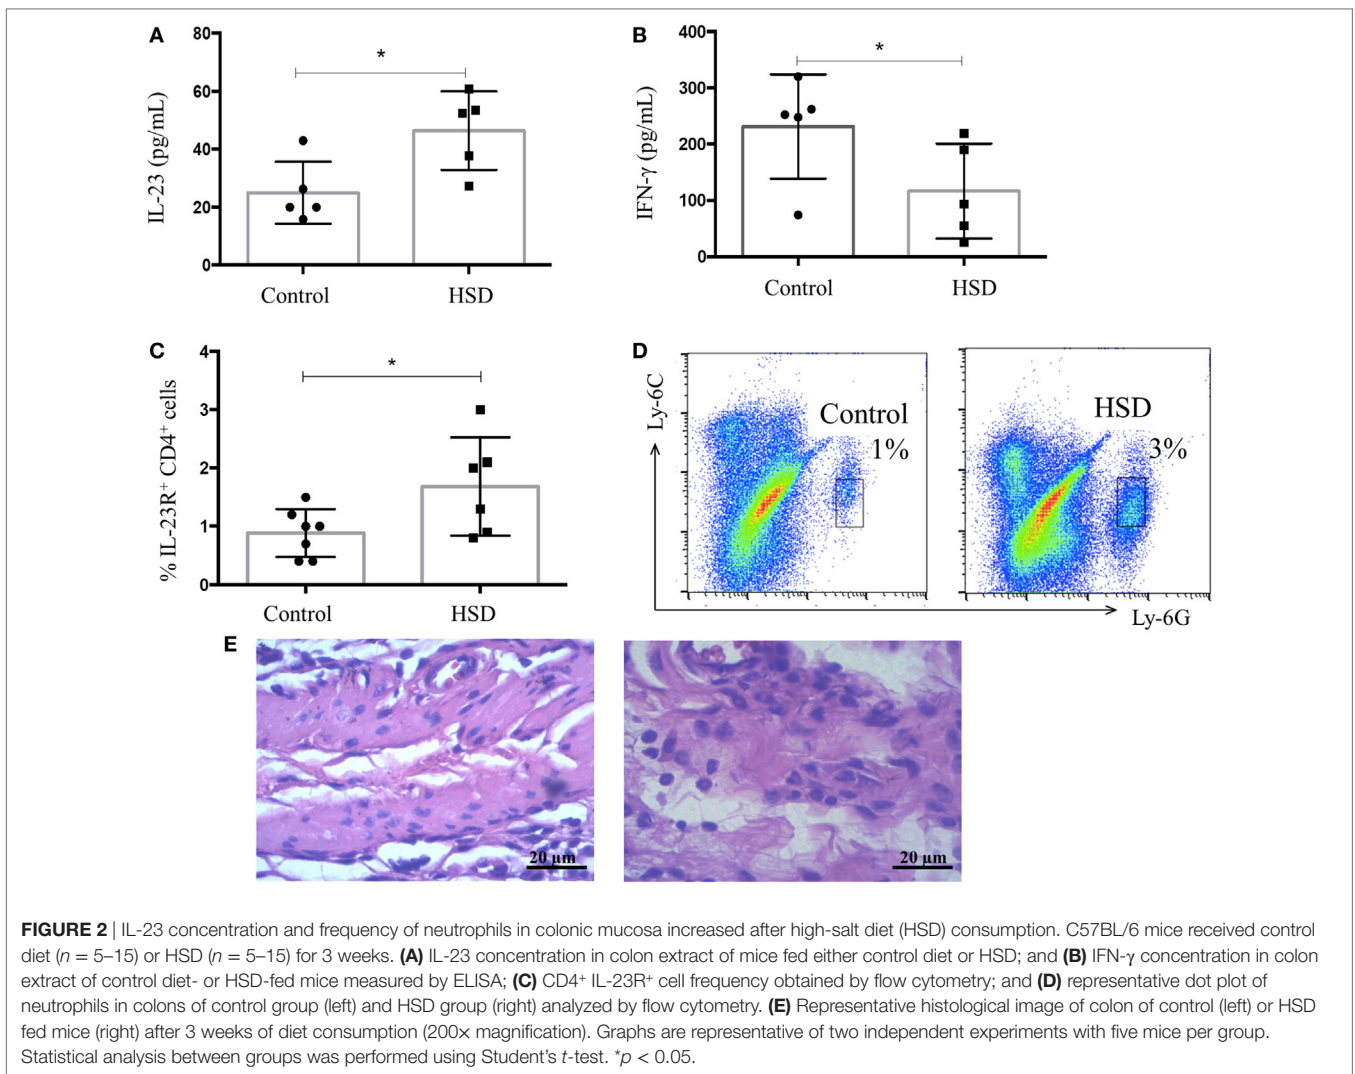 A
80
60
40
20
0
IL-23 (pg/mL)
*
Control
HSD
B
400
300
200
100
0
IFN-γ (pg/mL)
*
Control
HSD
C
4
3
2
1
0
% IL-23R⁺ CD4⁺ cells
*
Control
HSD
D
Ly-6C
Control
1%
HSD
3%
Ly-6G
E
20 µm
20 µm
FIGURE 2 | IL-23 concentration and frequency of neutrophils in colonic mucosa increased after high-salt diet (HSD) consumption. C57BL/6 mice received control
diet (n = 5–15) or HSD (n = 5–15) for 3 weeks. (A) IL-23 concentration in colon extract of mice fed either control diet or HSD; and (B) IFN-γ concentration in colon
extract of control diet- or HSD-fed mice measured by ELISA; (C) CD4⁺ IL-23R⁺ cell frequency obtained by flow cytometry; and (D) representative dot plot of
neutrophils in colons of control group (left) and HSD group (right) analyzed by flow cytometry. (E) Representative histological image of colon of control (left) or HSD
fed mice (right) after 3 weeks of diet consumption (200× magnification). Graphs are representative of two independent experiments with five mice per group.
Statistical analysis between groups was performed using Student's t-test. *p < 0.05.